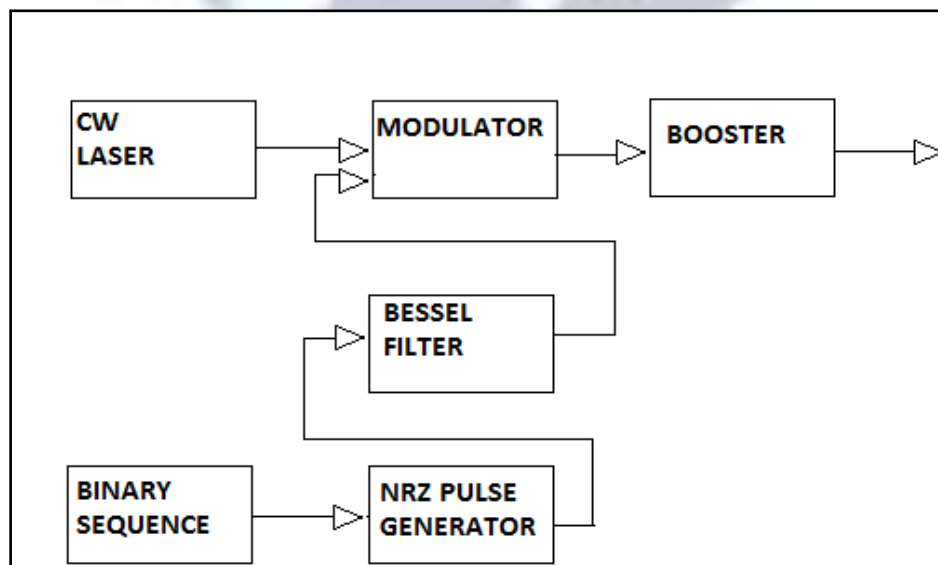 CW
LASER
MODULATOR
BOOSTER
BESSEL
FILTER
BINARY
SEQUENCE
NRZ PULSE
GENERATOR